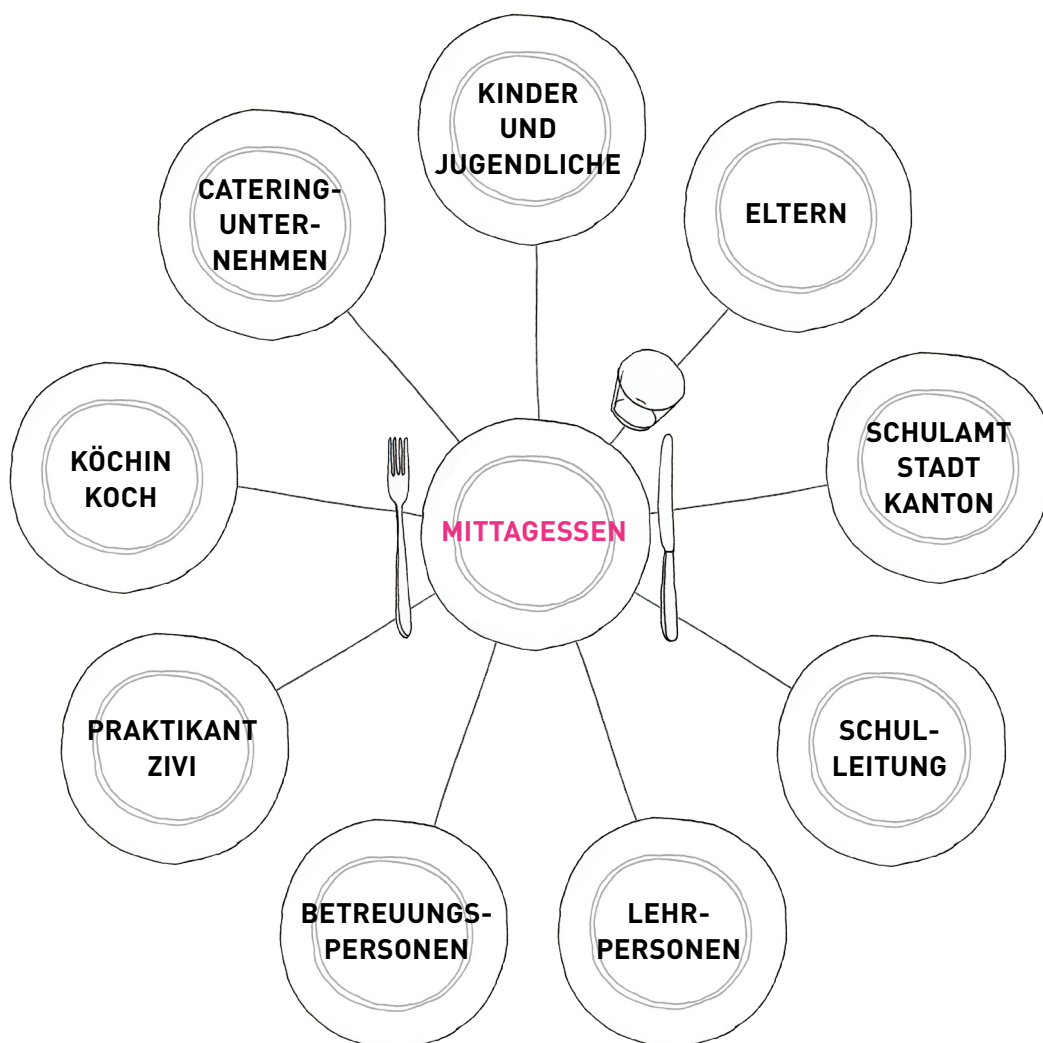 KINDER
UND
JUGENDLICHE
ELTERN
SCHULAMT
STADT
KANTON
SCHUL-
LEITUNG
LEHR-
PERSONEN
BETREUUNGS-
PERSONEN
PRAKTIKANT
ZIVI
KÖCHIN
KOCH
CATERING-
UNTER-
NEHMEN
MITTAGESSEN